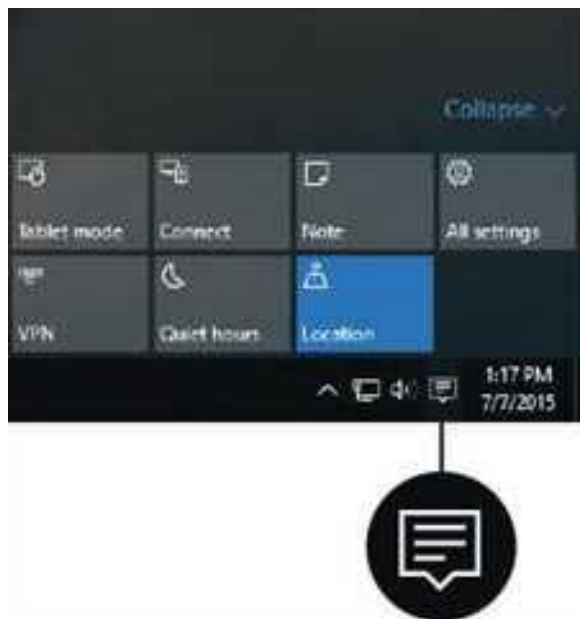 Collapse
Tablet mode Connect Note All settings
VPN Quiet hours Location
1:17 PM
7/7/2015